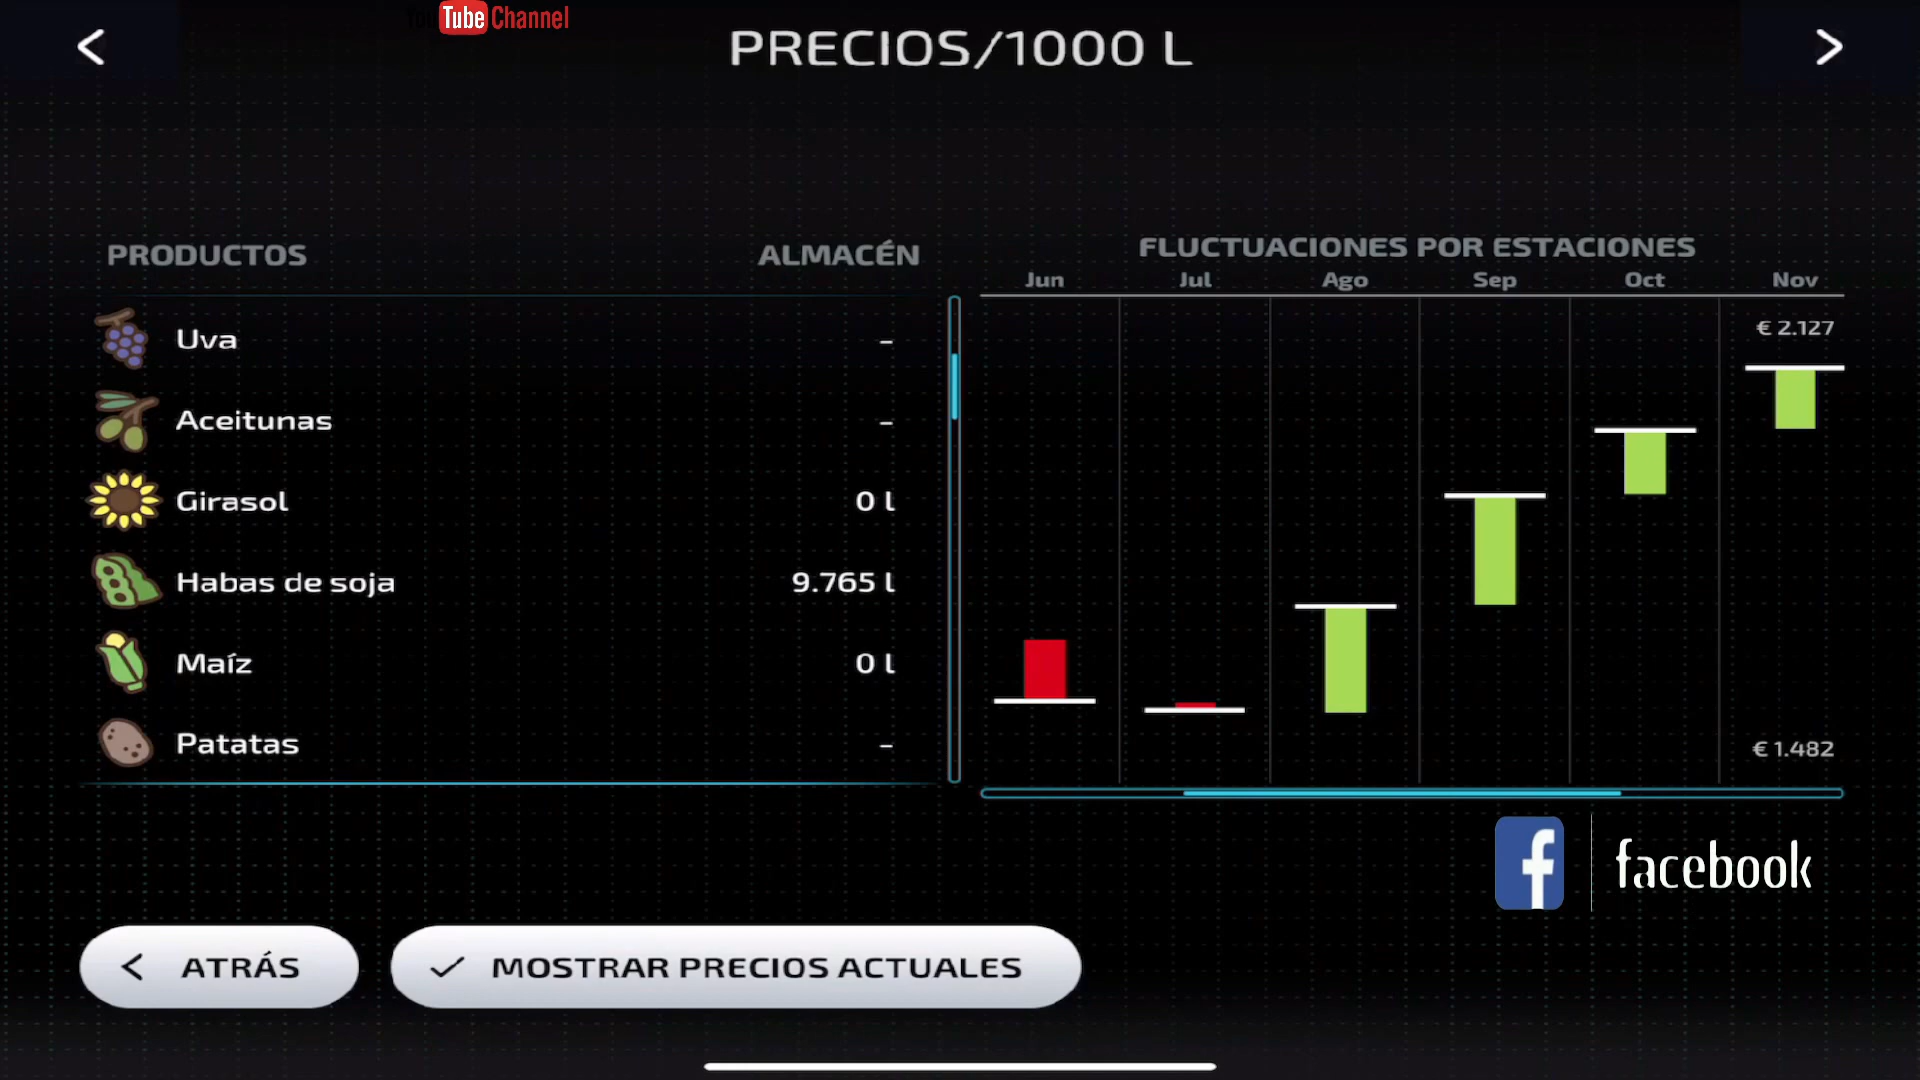 YouTube Channel
PRECIOS/1000 L
PRODUCTOS ALMACÉN
Uva -
Aceitunas -
Girasol 0 l
Habas de soja 9.765 l
Maíz 0 l
Patatas -
FLUCTUACIONES POR ESTACIONES
Jun Jul Ago Sep Oct Nov
€ 2.127
€ 1.482
f facebook
ATRÁS
MOSTRAR PRECIOS ACTUALES